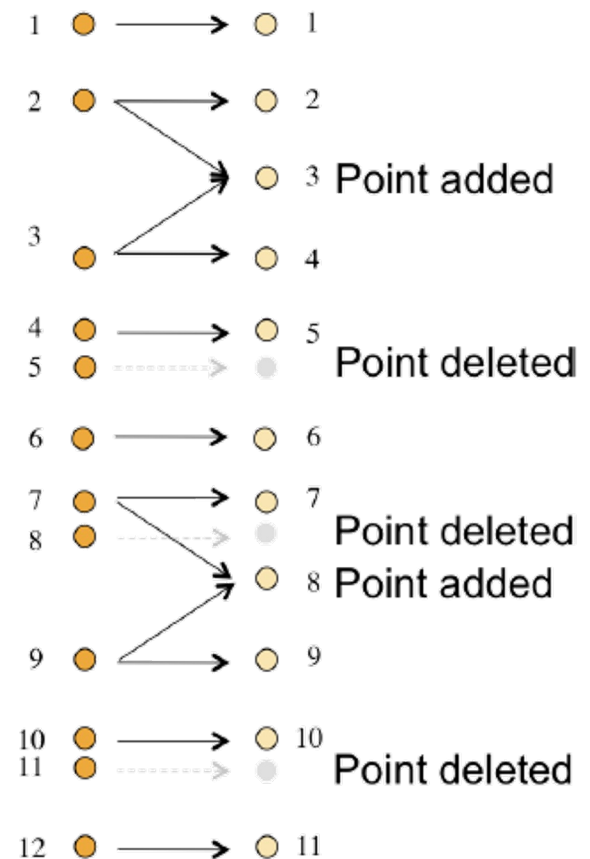 1 1
2 2
3 Point added
3 4
4 5
5 Point deleted
6 6
7 7
8 Point deleted
8 Point added
9 9
10 10
11 Point deleted
12 11